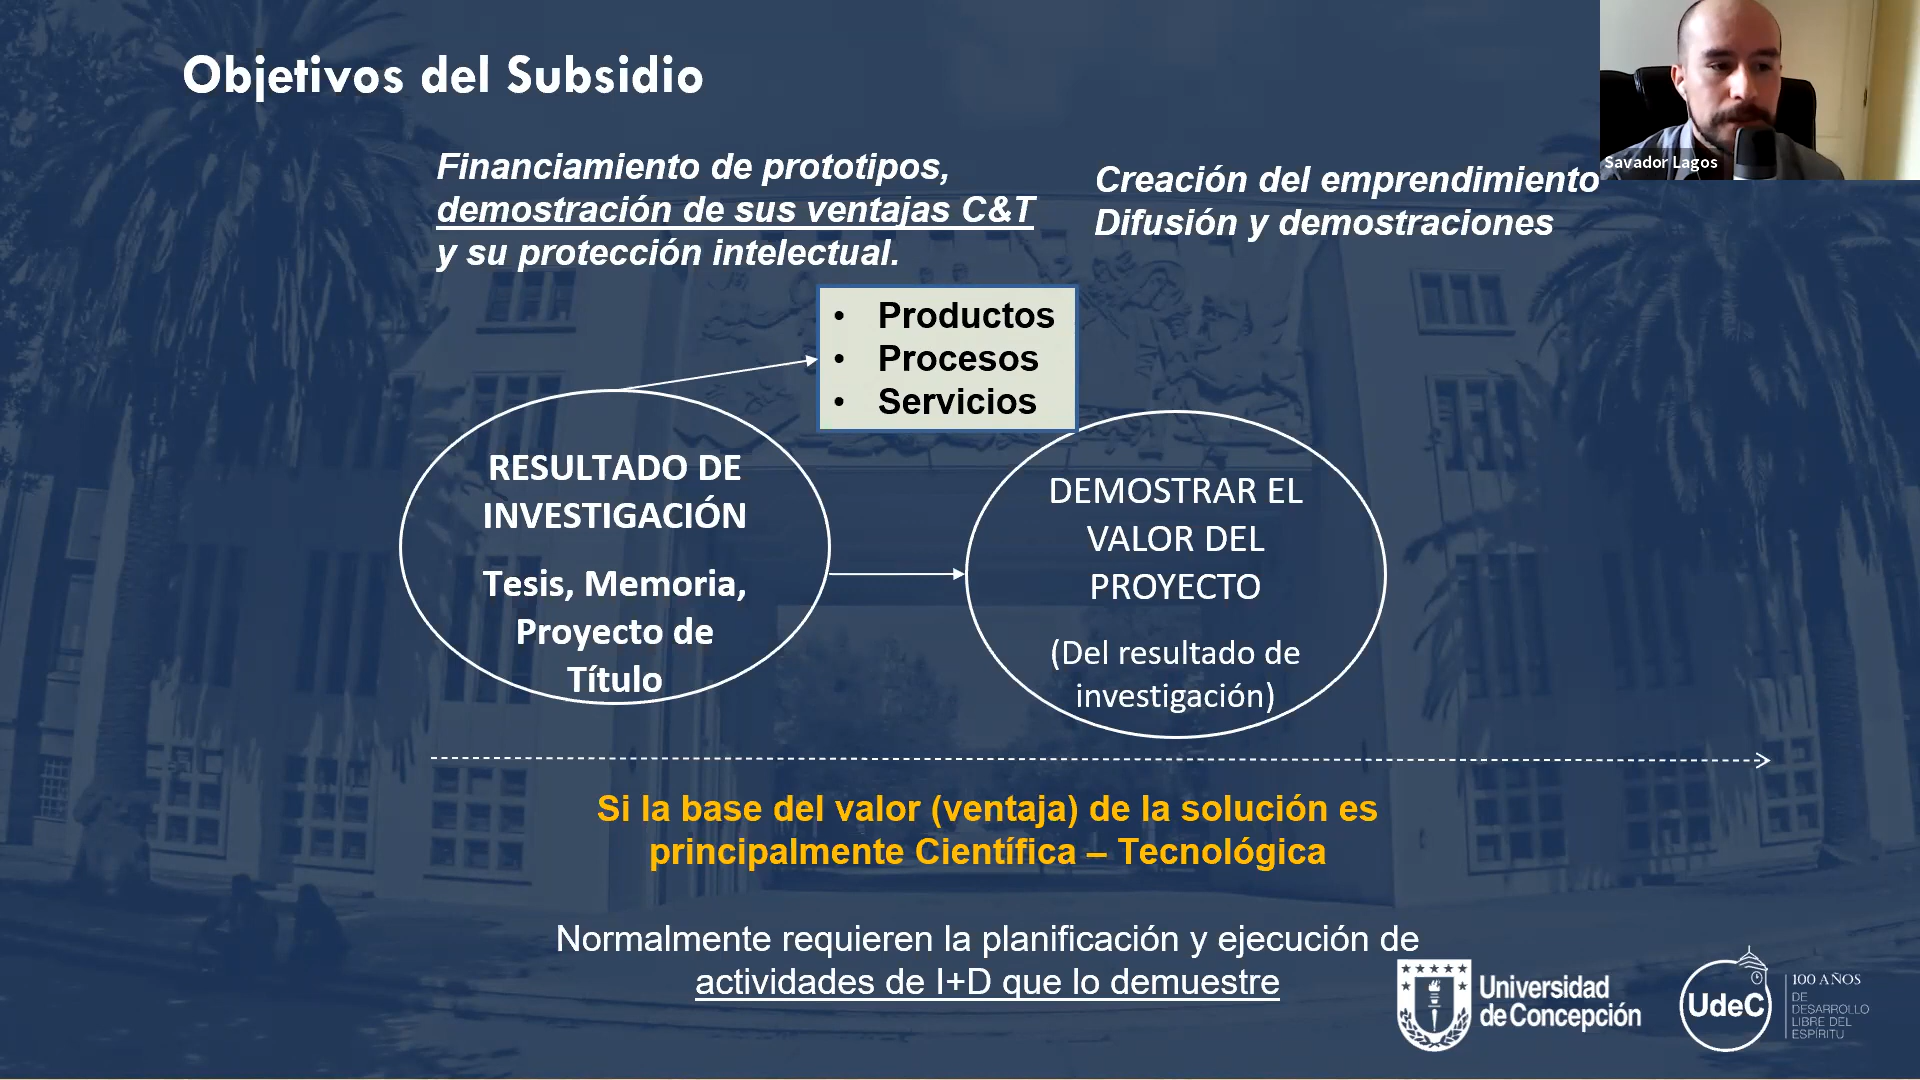 Objetivos del Subsidio
Savador Lagos
Financiamiento de prototipos,
demostración de sus ventajas C&T
y su protección intelectual.
Creación del emprendimiento
Difusión y demostraciones
• Productos
• Procesos
• Servicios
RESULTADO DE
INVESTIGACIÓN
Tesis, Memoria,
Proyecto de
Título
DEMOSTRAR EL
VALOR DEL
PROYECTO
(Del resultado de
investigación)
Si la base del valor (ventaja) de la solución es
principalmente Científica – Tecnológica
Normalmente requieren la planificación y ejecución de
actividades de I+D que lo demuestre
Universidad
de Concepción
UdeC
100 AÑOS
DE
DESARROLLO
LIBRE DEL
ESPÍRITU